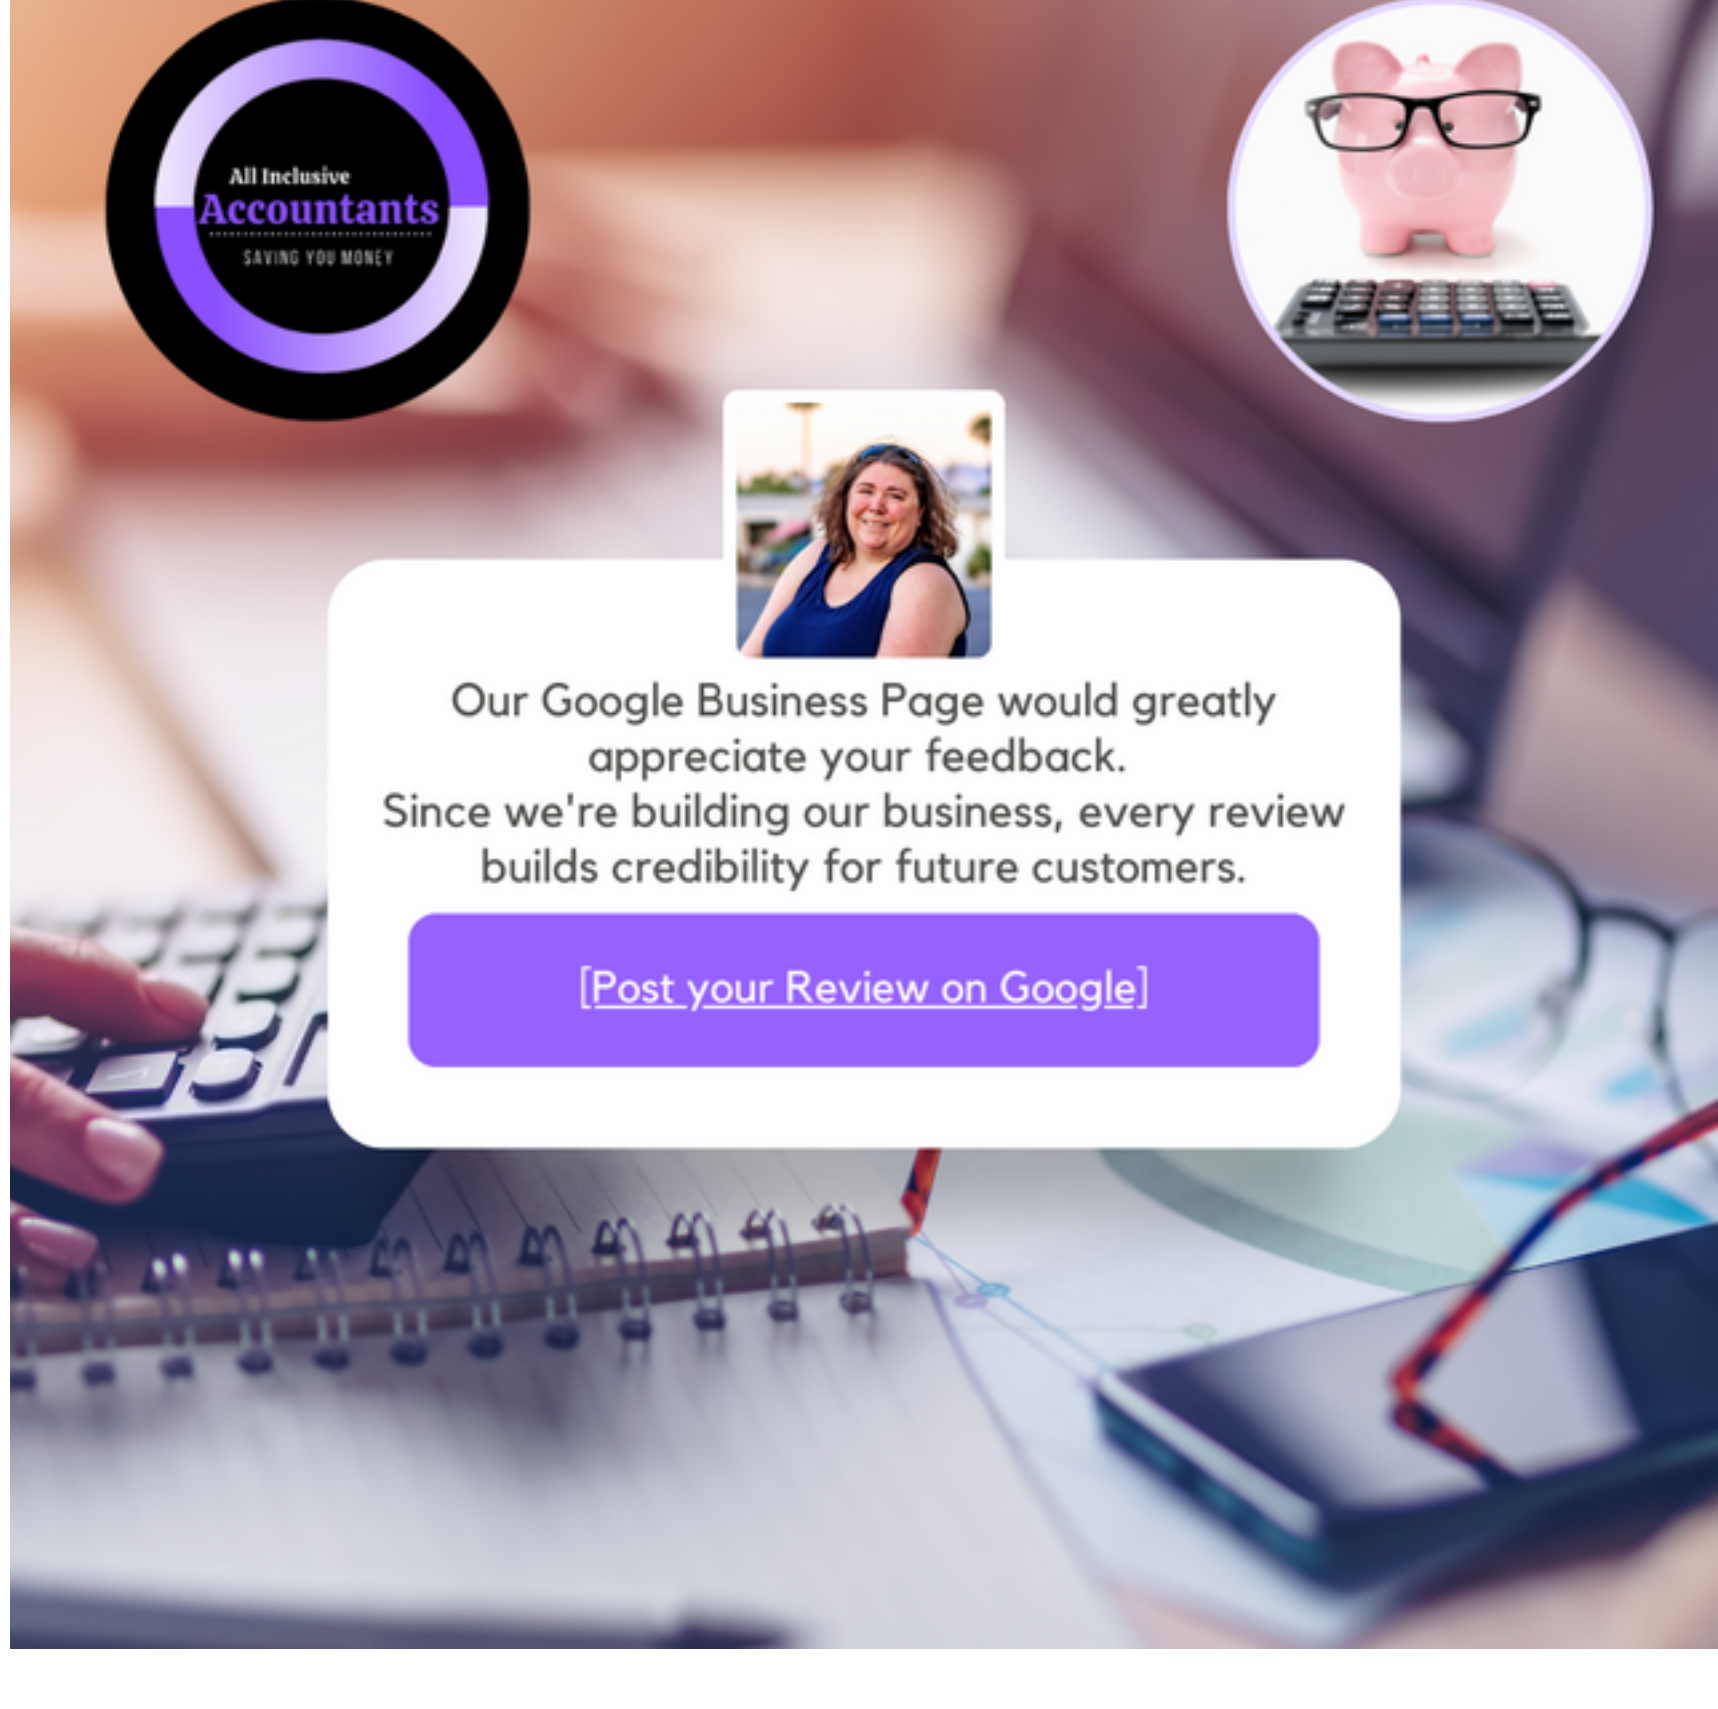 All Inclusive
Accountants
SAVING YOU MONEY
Our Google Business Page would greatly
appreciate your feedback.
Since we're building our business, every review
builds credibility for future customers.
[Post your Review on Google]